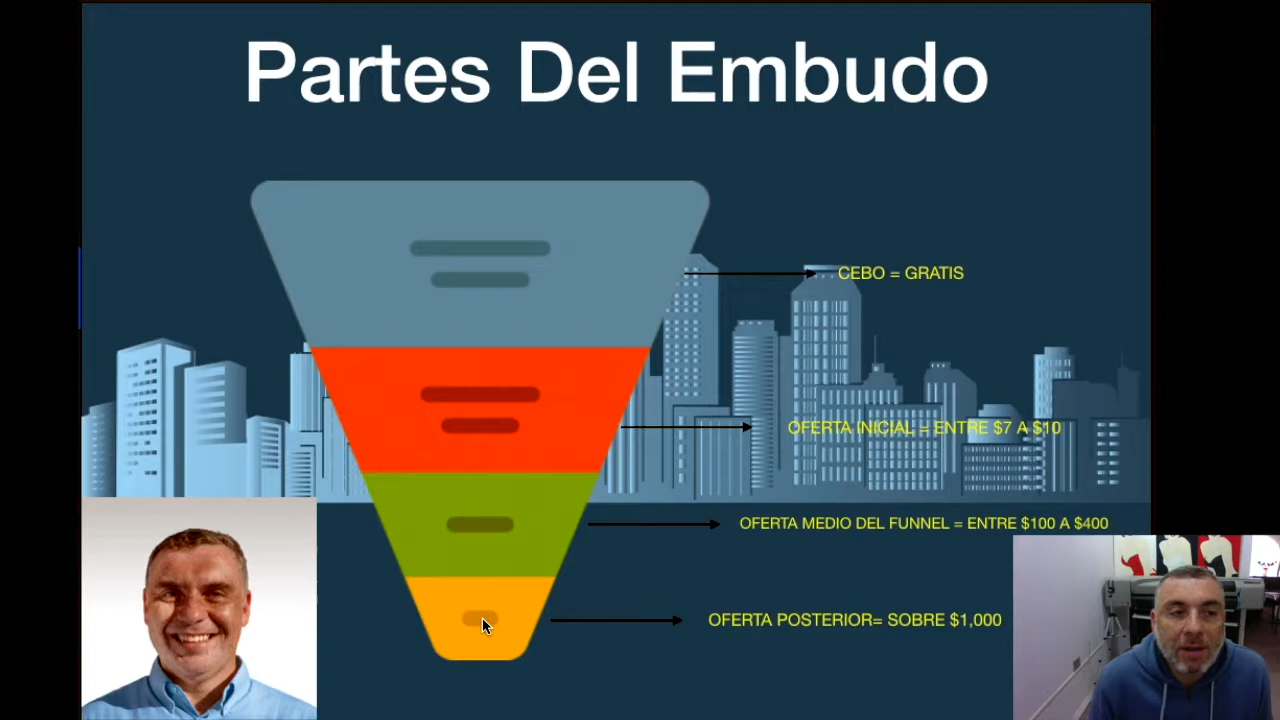 Partes Del Embudo
CEBO = GRATIS
OFERTA INICIAL = ENTRE $7 A $10
OFERTA MEDIO DEL FUNNEL = ENTRE $100 A $400
OFERTA POSTERIOR= SOBRE $1,000